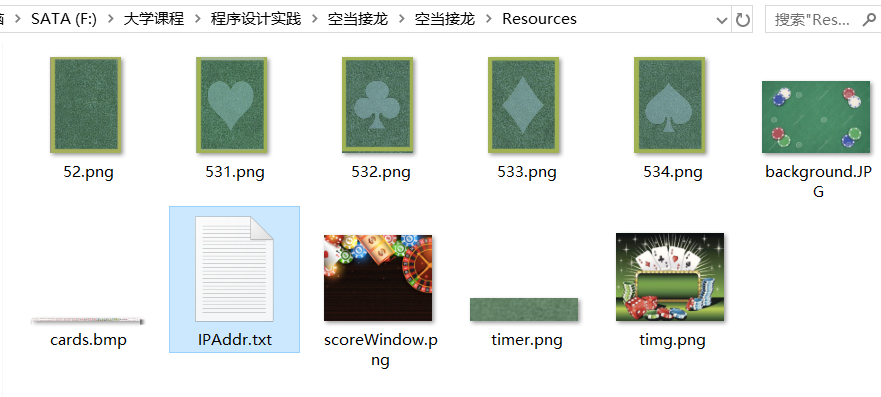 SATA (F:) > 大学课程 > 程序设计实践 > 空当接龙 > 空当接龙 > Resources
搜索"Res...
52.png
531.png
532.png
533.png
534.png
background.JP
G
cards.bmp
IPAddr.txt
scoreWindow.p
ng
timer.png
timg.png